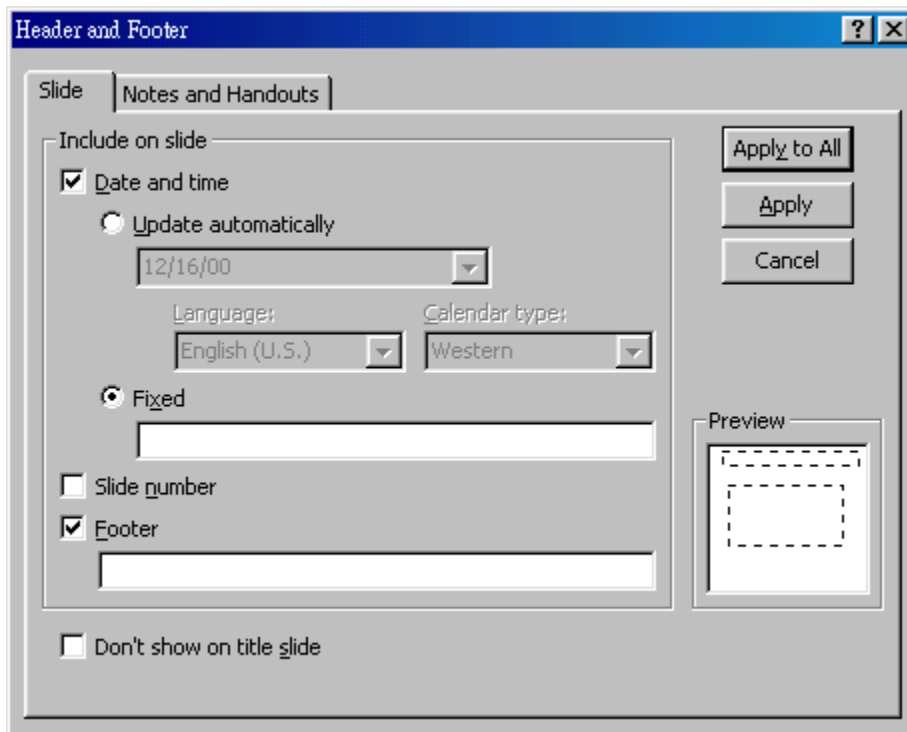 Header and Footer
Slide
Notes and Handouts
Include on slide
Date and time
Update automatically
12/16/00
Language:
Calendar type:
English (U.S.)
Western
Fixed
Slide number
Footer
Don't show on title slide
Apply to All
Apply
Cancel
Preview